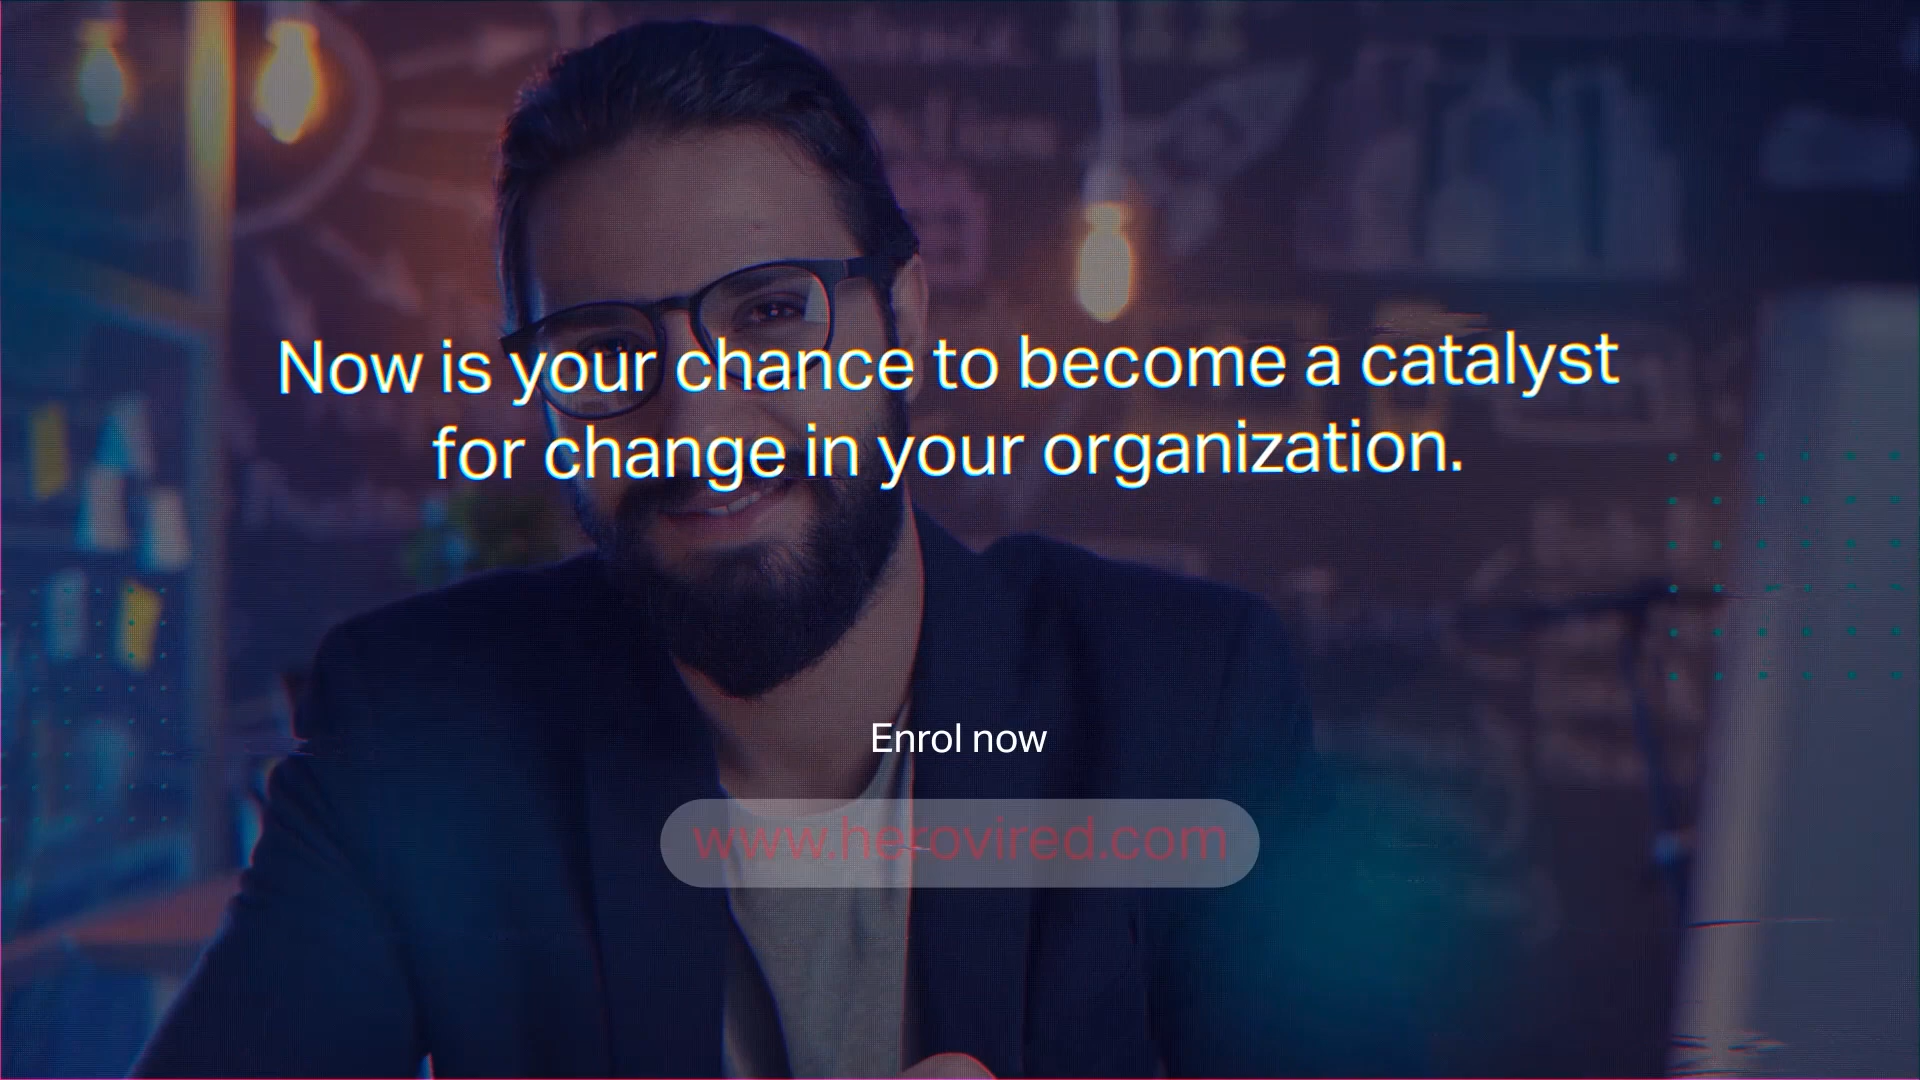 Now is your chance to become a catalyst
for change in your organization.
Enrol now
www.herovired.com